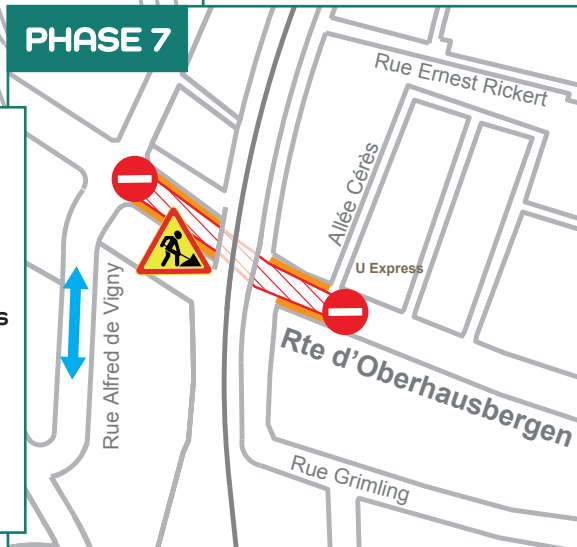 PHASE 7
Rue Ernest Rickert
Allée Cérès
U Express
s
Rue Alfred de Vigny
Rte d'Oberhausbergen
Rue Grimling